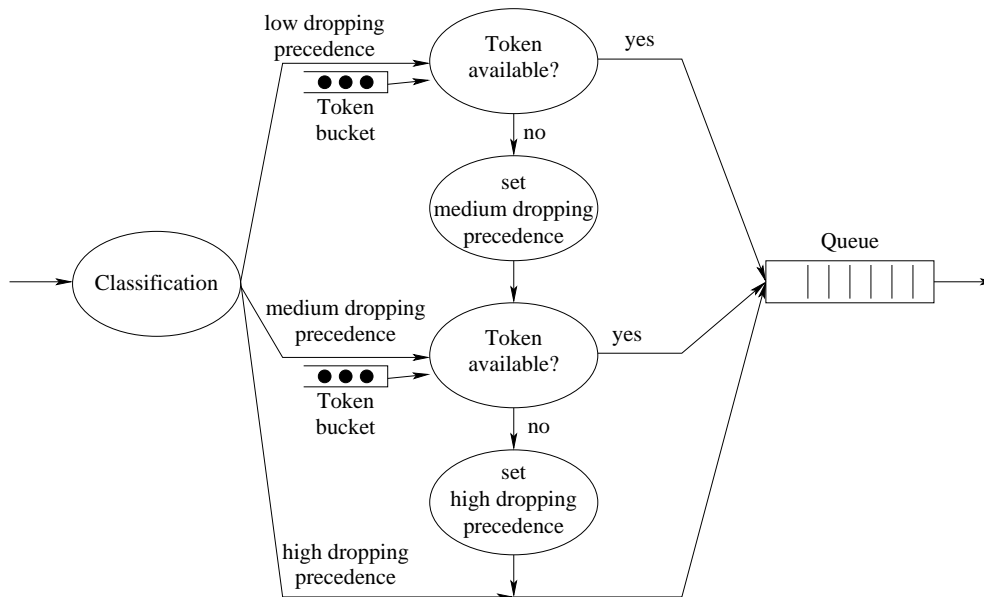 low dropping
precedence
Token
available?
yes
Token
bucket
no
set
medium dropping
precedence
Classification
Queue
medium dropping
precedence
Token
available?
yes
Token
bucket
no
set
high dropping
precedence
high dropping
precedence